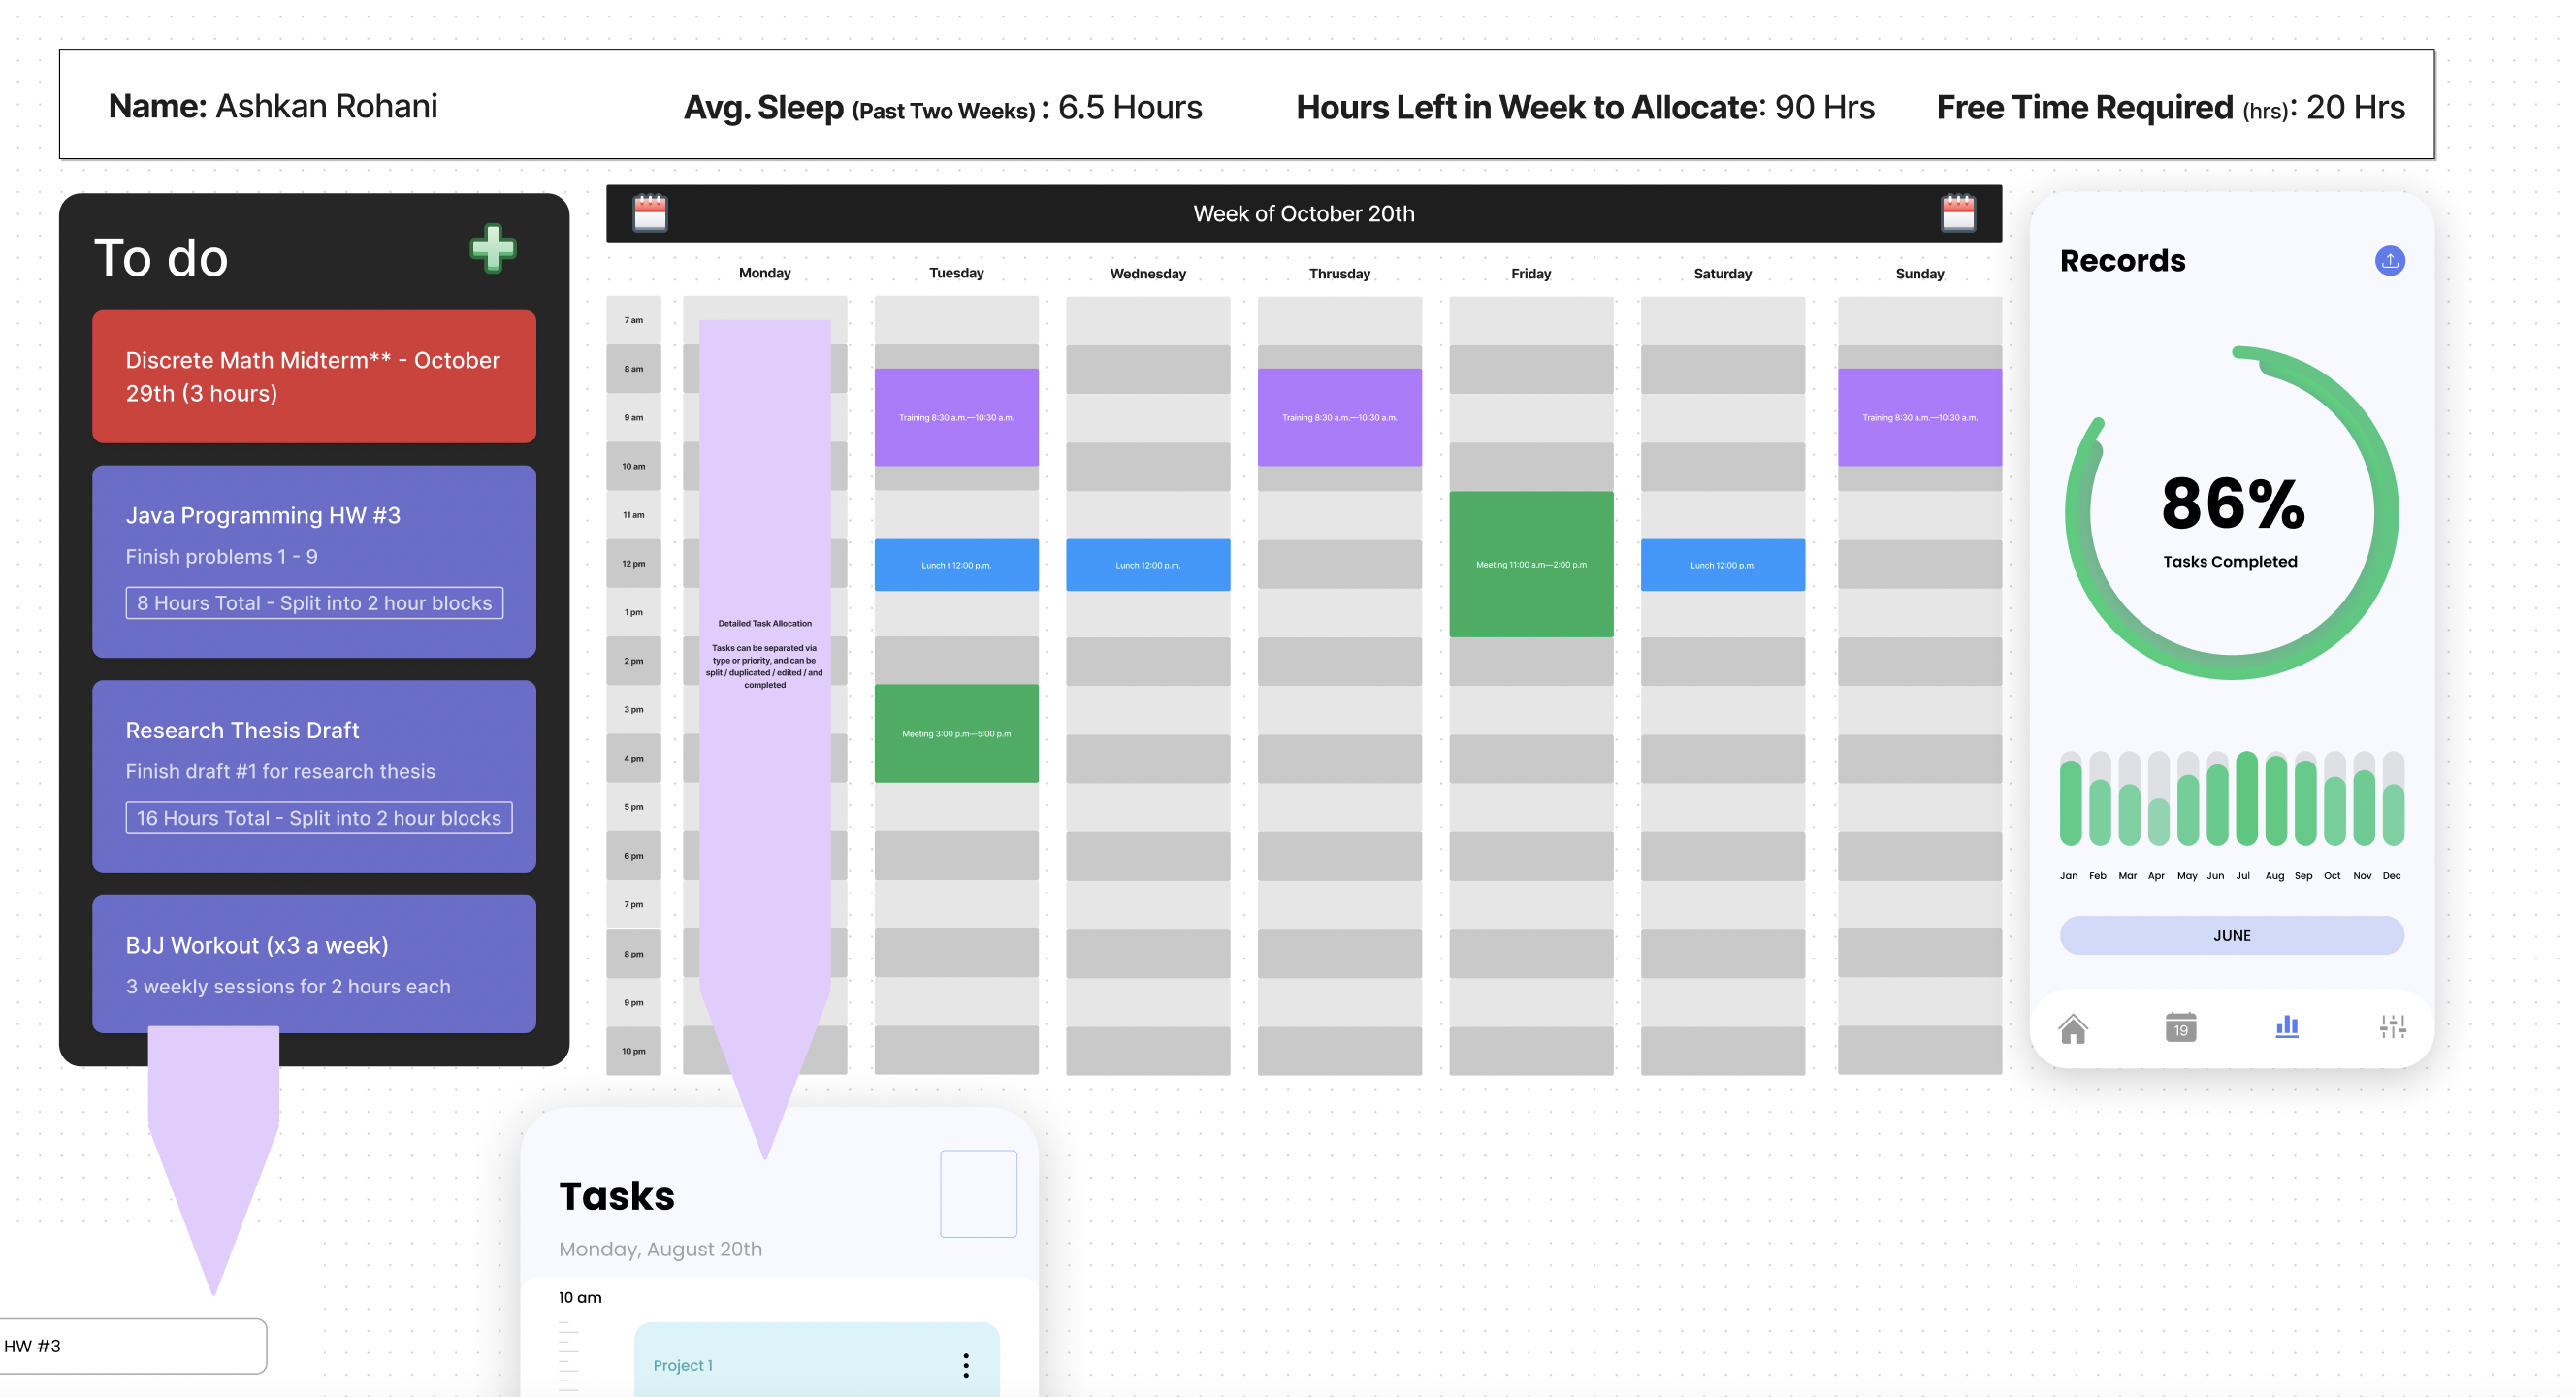 Name: Ashkan Rohani
Avg. Sleep (Past Two Weeks) : 6.5 Hours
Hours Left in Week to Allocate: 90 Hrs
Free Time Required (hrs): 20 Hrs
To do
Discrete Math Midterm** - October
29th (3 hours)
Java Programming HW #3
Finish problems 1 - 9
8 Hours Total - Split into 2 hour blocks
Research Thesis Draft
Finish draft #1 for research thesis
16 Hours Total - Split into 2 hour blocks
BJJ Workout (x3 a week)
3 weekly sessions for 2 hours each
HW #3
Week of October 20th
Monday
Tuesday
Wednesday
Thrusday
Friday
Saturday
Sunday
7 am
8 am
9 am
10 am
11 am
12 pm
1 pm
2 pm
3 pm
4 pm
5 pm
6 pm
7 pm
8 pm
9 pm
10 pm
Detailed Task Allocation
Tasks can be separated via
type or priority, and can be
split / duplicated / edited / and
completed
Training 8:30 a.m.—10:30 a.m.
Lunch t 12:00 p.m.
Meeting 3:00 p.m—5:00 p.m
Lunch 12:00 p.m.
Training 8:30 a.m.—10:30 a.m.
Meeting 11:00 a.m—2:00 p.m
Lunch 12:00 p.m.
Training 8:30 a.m.—10:30 a.m.
Records
86%
Tasks Completed
Jan Feb Mar Apr May Jun Jul Aug Sep Oct Nov Dec
JUNE
19
Tasks
Monday, August 20th
10 am
Project 1